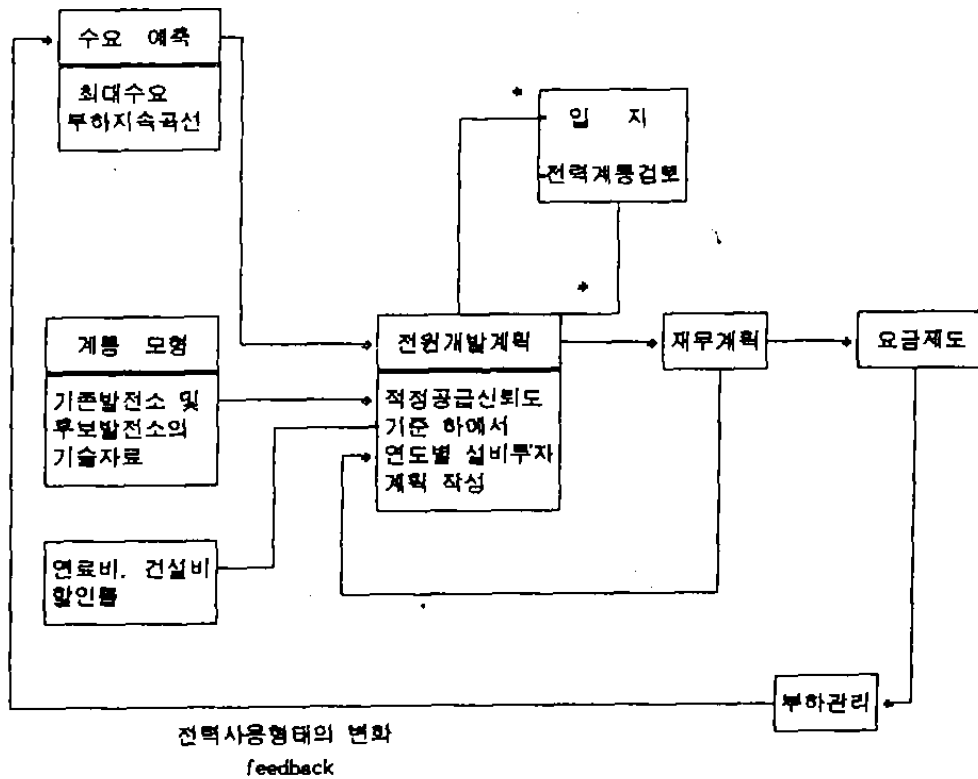 수요 예측
최대수요
부하지속곡선
입 지
전력계통검토
계통 모형
기존발전소 및
후보발전소의
기술자료
연료비, 건설비
할인률
전원개발계획
적정공급신뢰도
기준 하에서
연도별 설비투자
계획 작성
재무계획
요금제도
부하관리
전력사용형태의 변화
feedback